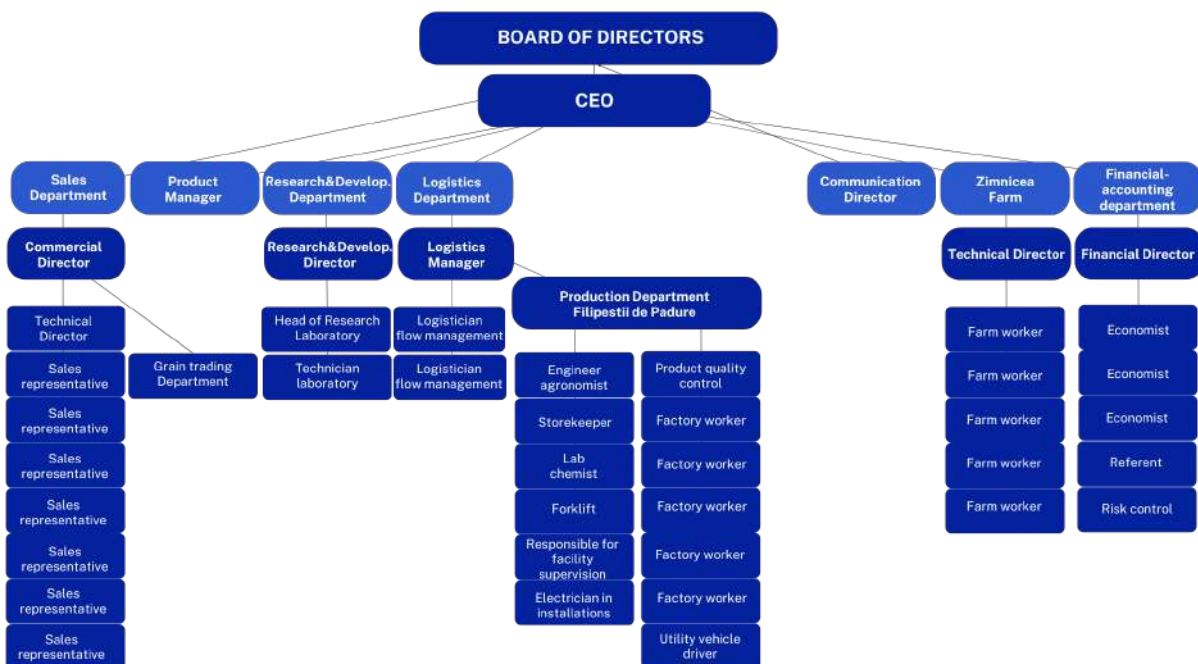 BOARD OF DIRECTORS
CEO
Sales
Department
Product
Manager
Research&Develop.
Department
Logistics
Department
Communication
Director
Zimnicea
Farm
Financial-
accounting
department
Commercial
Director
Research&Develop.
Director
Logistics
Manager
Technical Director
Financial Director
Production Department
Filipestii de Padure
Technical
Director
Sales
representative
Sales
representative
Sales
representative
Sales
representative
Sales
representative
Sales
representative
Sales
representative
Grain trading
Department
Head of Research
Laboratory
Technician
laboratory
Logistician
flow management
Logistician
flow management
Engineer
agronomist
Storekeeper
Lab
chemist
Forklift
Responsible for
facility
supervision
Electrician in
installations
Product quality
control
Factory worker
Factory worker
Factory worker
Factory worker
Factory worker
Utility vehicle
driver
Farm worker
Farm worker
Farm worker
Farm worker
Farm worker
Economist
Economist
Economist
Referent
Risk control